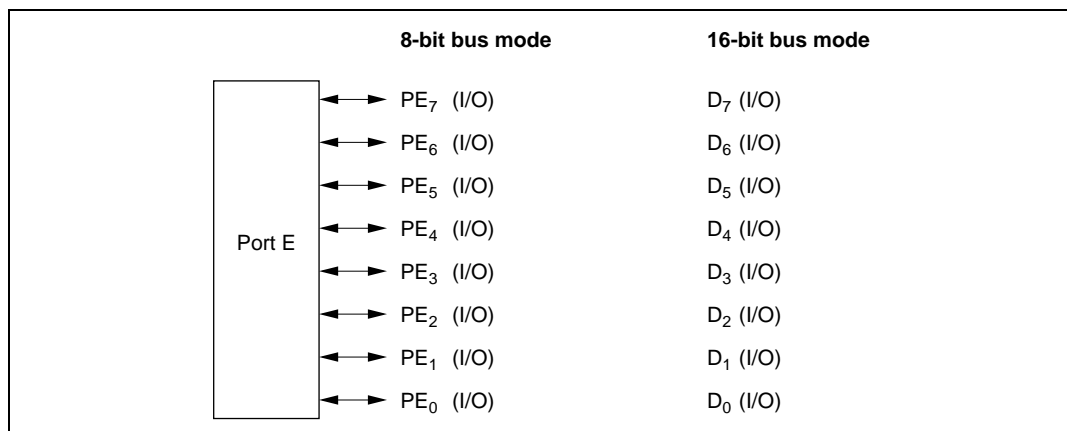 8-bit bus mode 16-bit bus mode
PE7 (I/O) D7 (I/O)
PE6 (I/O) D6 (I/O)
PE5 (I/O) D5 (I/O)
PE4 (I/O) D4 (I/O)
Port E
PE3 (I/O) D3 (I/O)
PE2 (I/O) D2 (I/O)
PE1 (I/O) D1 (I/O)
PE0 (I/O) D0 (I/O)